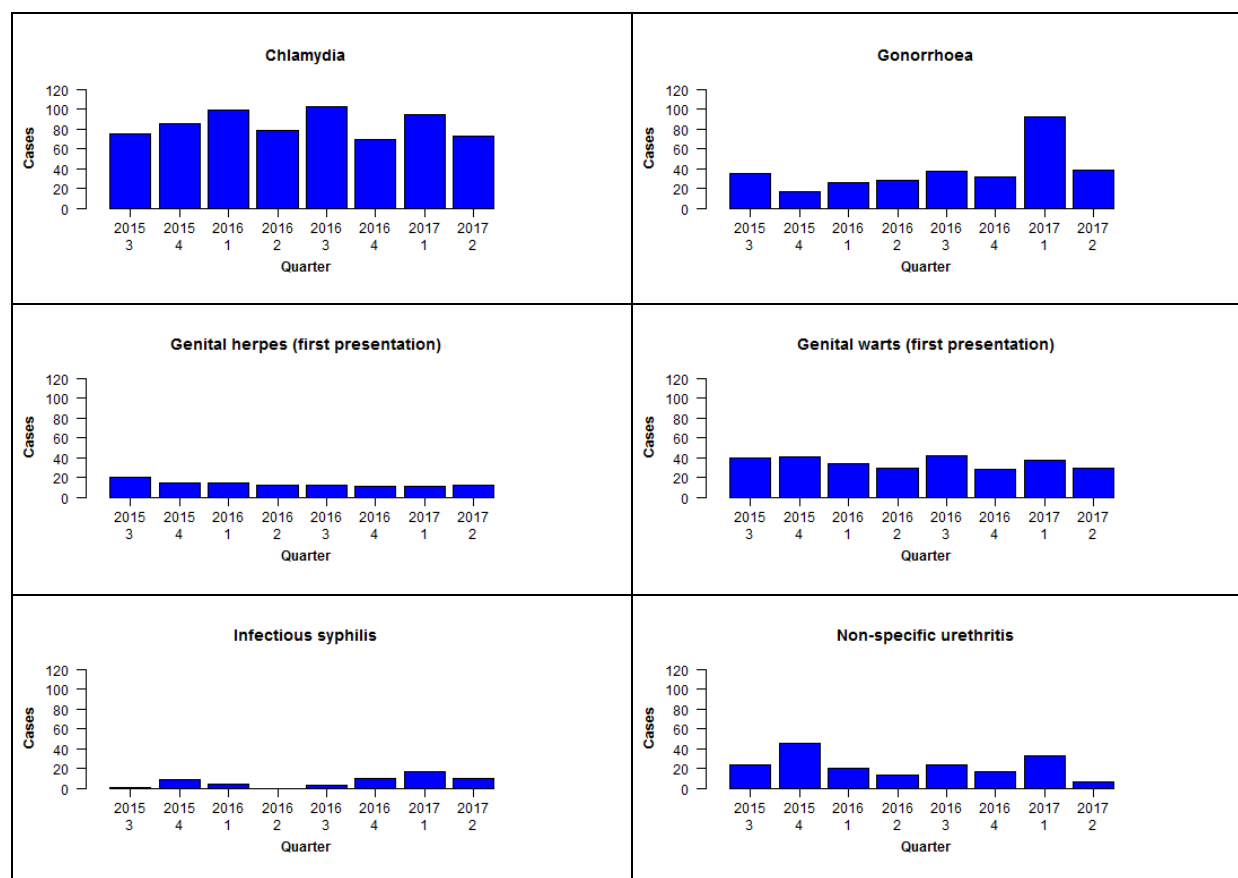 Chlamydia
120
100
80
60
40
20
0
Cases
2015 2015 2016 2016 2016 2016 2017 2017
3 4 1 2 3 4 1 2
Quarter
Gonorrhoea
120
100
80
60
40
20
0
Cases
2015 2015 2016 2016 2016 2016 2017 2017
3 4 1 2 3 4 1 2
Quarter
Genital herpes (first presentation)
120
100
80
60
40
20
0
Cases
2015 2015 2016 2016 2016 2016 2017 2017
3 4 1 2 3 4 1 2
Quarter
Genital warts (first presentation)
120
100
80
60
40
20
0
Cases
2015 2015 2016 2016 2016 2016 2017 2017
3 4 1 2 3 4 1 2
Quarter
Infectious syphilis
120
100
80
60
40
20
0
Cases
2015 2015 2016 2016 2016 2016 2017 2017
3 4 1 2 3 4 1 2
Quarter
Non-specific urethritis
120
100
80
60
40
20
0
Cases
2015 2015 2016 2016 2016 2016 2017 2017
3 4 1 2 3 4 1 2
Quarter